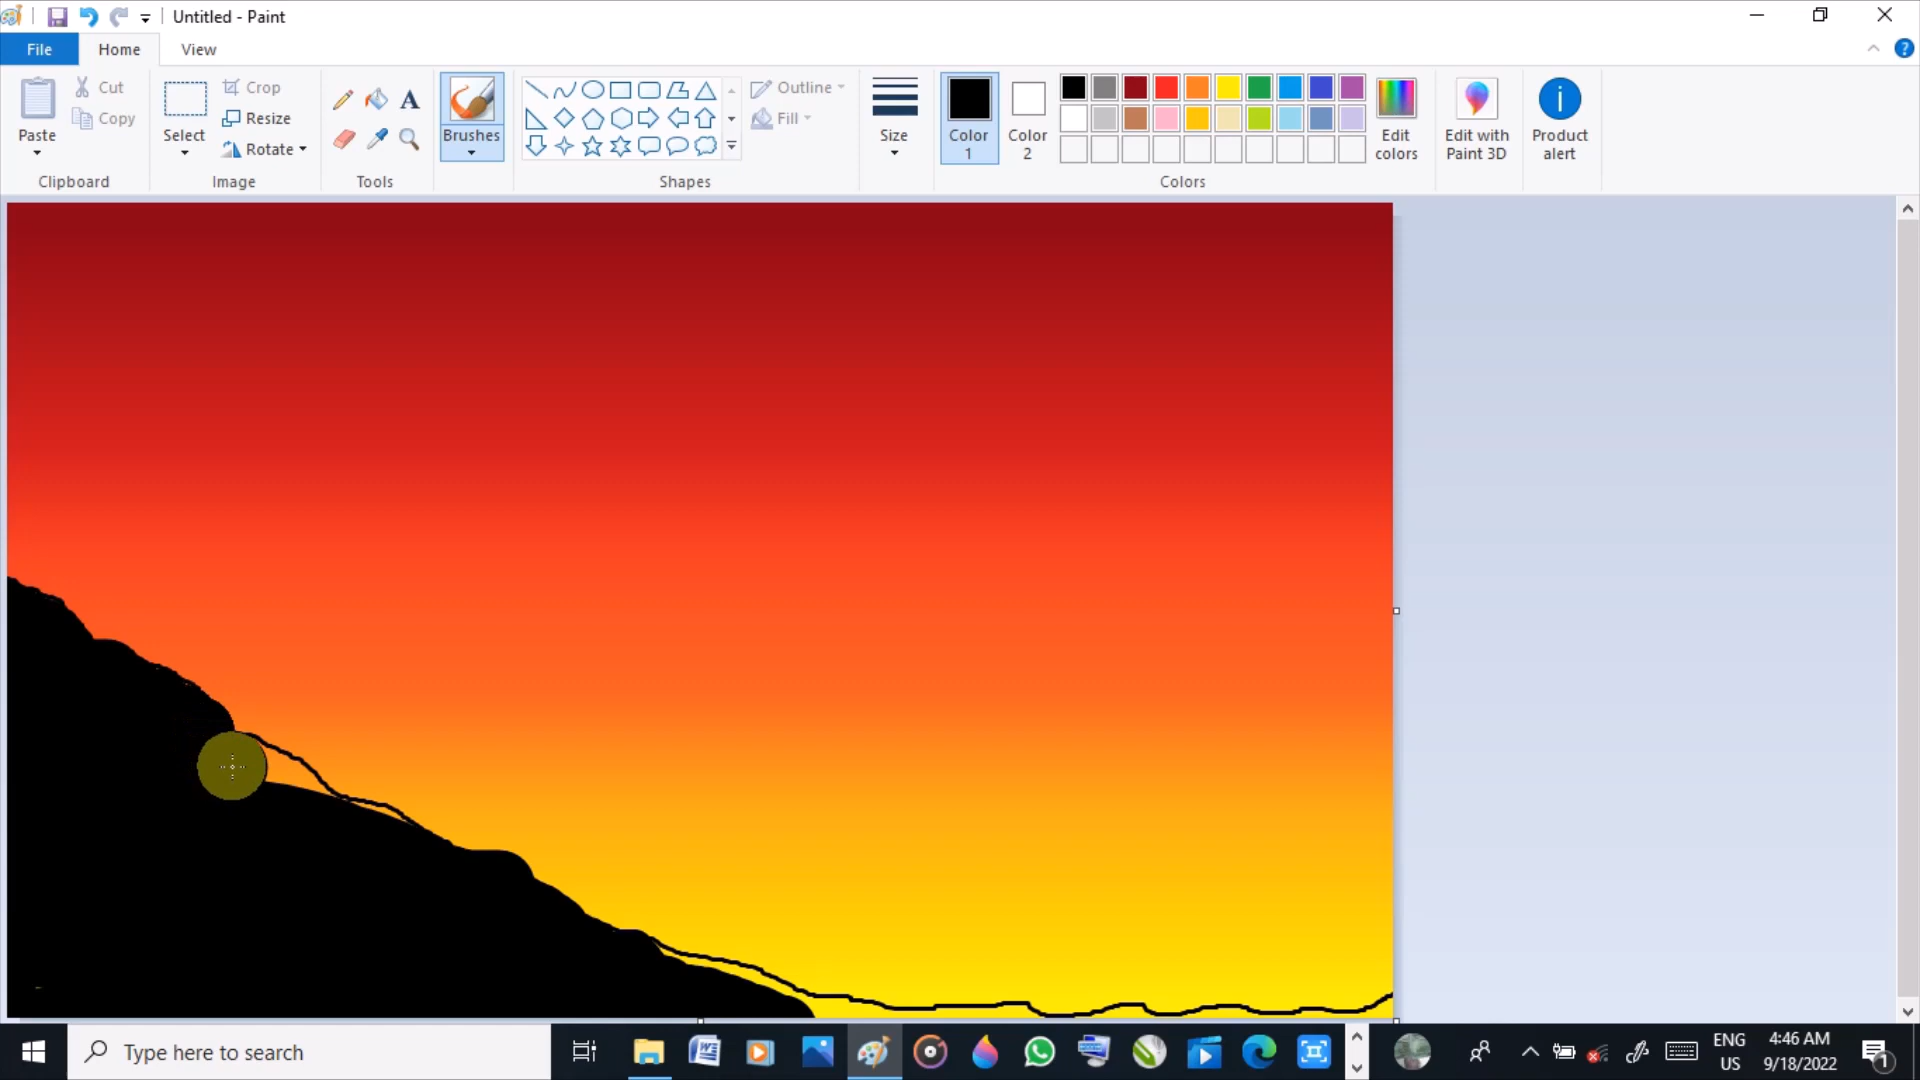 Untitled - Paint
File Home View
Paste Cut Copy
Clipboard
Select Crop Resize Rotate
Image
A
Tools
Brushes
Shapes
Outline
Fill
Size
Color 1
Color 2
Edit colors
Colors
Edit with Paint 3D
Product alert
Type here to search
ENG US
4:46 AM
9/18/2022
1